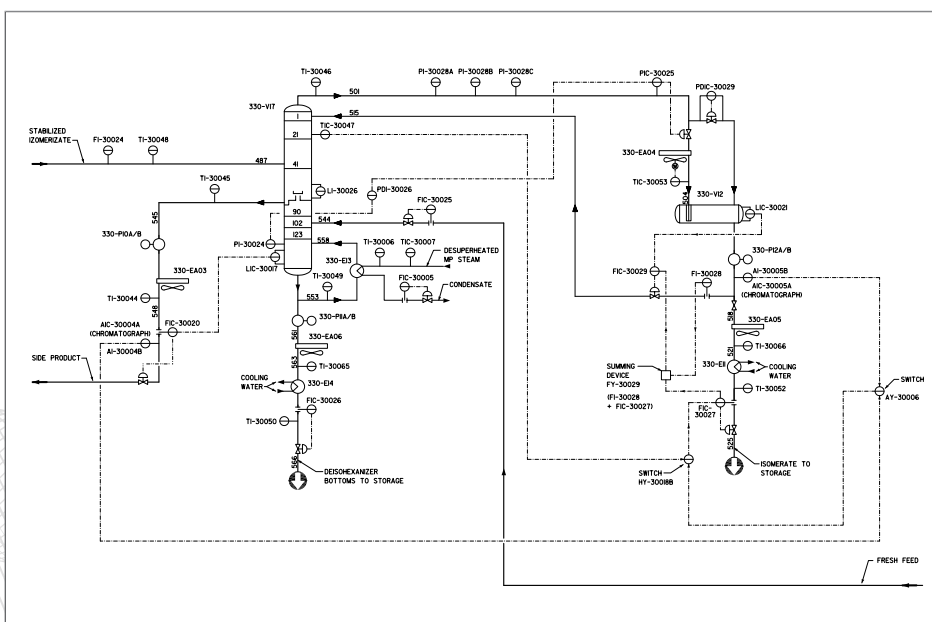 TI-30046
PI-30028A
PI-30028B
PI-30028C
PIC-30025
PDIC-30029
501
515
330-V17
1
TIC-30047
21
STABILIZED
IZOMERIZATE
FI-30024
TI-30048
487
41
330-EA04
TI-30045
LI-30026
PDI-30026
TIC-30053
504
330-V12
FIC-30025
LIC-30021
545
90
544
102
123
558
330-P10A/B
PI-30024
TI-30006
TIC-30007
DESUPERHEATED
MP STEAM
330-E13
LIC-30017
330-P12A/B
330-EA03
TI-30049
FIC-30005
FIC-30029
FI-30028
AI-30005B
AIC-30005A
(CHROMATOGRAPH)
TI-30044
553
CONDENSATE
548
FIC-20020
AIC-30004A
(CHROMATOGRAPH)
AI-30004B
330-P11A/B
561
330-EA06
518
330-EA05
521
TI-30066
563
TI-30065
330-E11
SIDE PRODUCT
COOLING
WATER
330-E14
COOLING
WATER
SUMMING
DEVICE
FY-30029
(FI-30028
+ FIC-30027)
TI-30052
SWITCH
AY-30006
FIC-30026
FIC-
30027
TI-30050
566
525
DEISOHEXANIZER
BOTTOMS TO STORAGE
SWITCH
HY-30018B
ISOMERATE TO
STORAGE
FRESH FEED